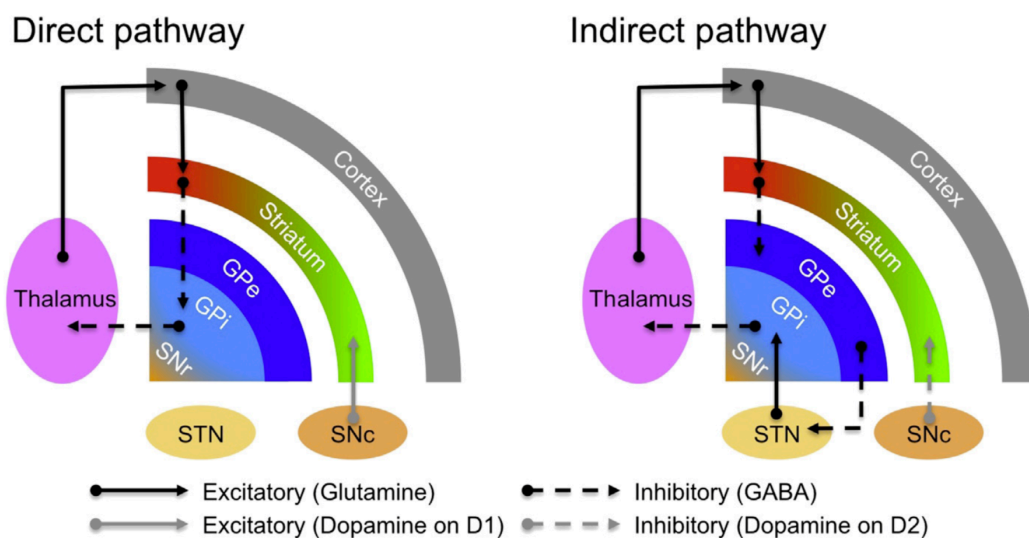 Direct pathway
Cortex
Striatum
GPe
GPi
SNr
Thalamus
STN
SNc
Indirect pathway
Cortex
Striatum
GPe
GPi
SNr
Thalamus
STN
SNc
Excitatory (Glutamine)
Inhibitory (GABA)
Excitatory (Dopamine on D1)
Inhibitory (Dopamine on D2)